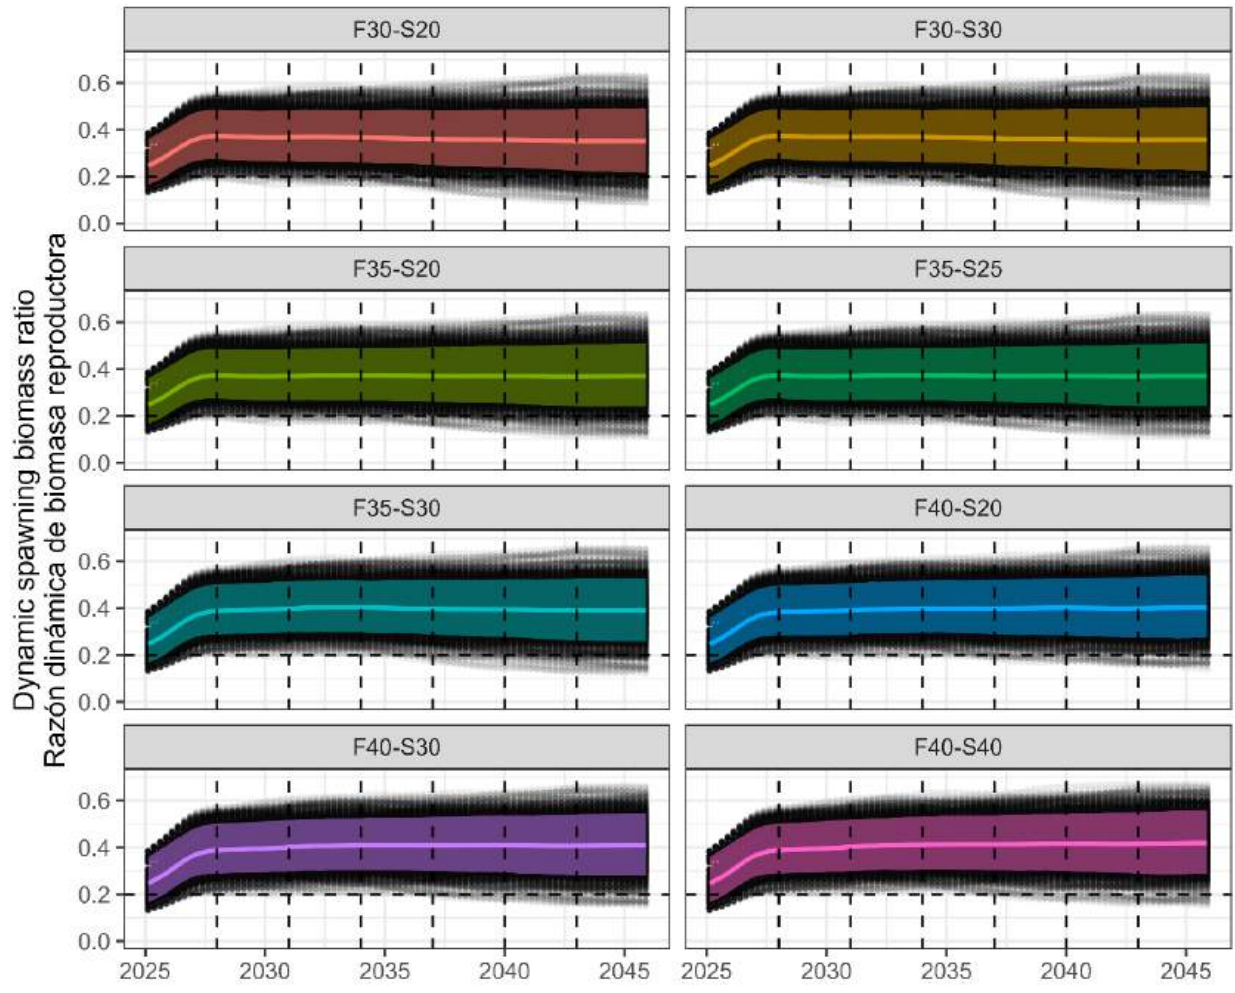 Dynamic spawning biomass ratio
Razón dinámica de biomasa reproductora
F30-S20
F30-S30
0.6
0.4
0.2
0.0
F35-S20
F35-S25
0.6
0.4
0.2
0.0
F35-S30
F40-S20
0.6
0.4
0.2
0.0
F40-S30
F40-S40
0.6
0.4
0.2
0.0
2025 2030 2035 2040 2045
2025 2030 2035 2040 2045